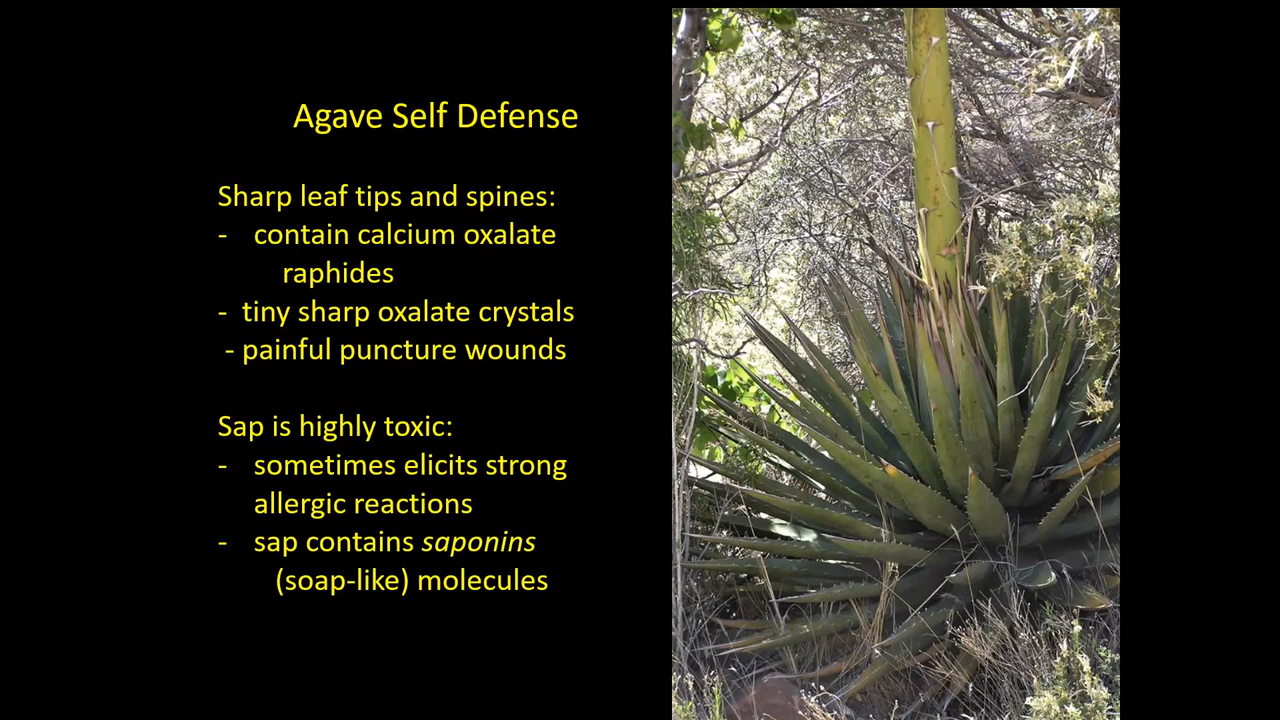 Agave Self Defense
Sharp leaf tips and spines:
- contain calcium oxalate
raphides
- tiny sharp oxalate crystals
- painful puncture wounds
Sap is highly toxic:
- sometimes elicits strong
allergic reactions
- sap contains saponins
(soap-like) molecules